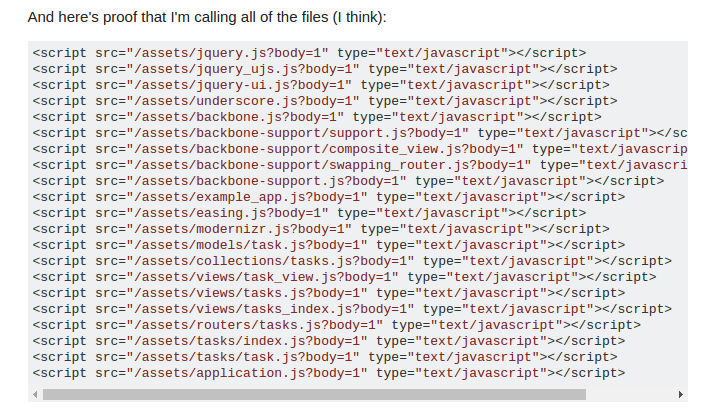 And here's proof that I'm calling all of the files (I think):
<script src="/assets/jquery.js?body=1" type="text/javascript"></script>
<script src="/assets/jquery_ujs.js?body=1" type="text/javascript"></script>
<script src="/assets/jquery-ui.js?body=1" type="text/javascript"></script>
<script src="/assets/underscore.js?body=1" type="text/javascript"></script>
<script src="/assets/backbone.js?body=1" type="text/javascript"></script>
<script src="/assets/backbone-support/support.js?body=1" type="text/javascript"></sc
<script src="/assets/backbone-support/composite_view.js?body=1" type="text/javascrip
<script src="/assets/backbone-support/swapping_router.js?body=1" type="text/javascri
<script src="/assets/backbone-support.js?body=1" type="text/javascript"></script>
<script src="/assets/example_app.js?body=1" type="text/javascript"></script>
<script src="/assets/easing.js?body=1" type="text/javascript"></script>
<script src="/assets/modernizr.js?body=1" type="text/javascript"></script>
<script src="/assets/models/task.js?body=1" type="text/javascript"></script>
<script src="/assets/collections/tasks.js?body=1" type="text/javascript"></script>
<script src="/assets/views/task_view.js?body=1" type="text/javascript"></script>
<script src="/assets/views/tasks.js?body=1" type="text/javascript"></script>
<script src="/assets/views/tasks_index.js?body=1" type="text/javascript"></script>
<script src="/assets/routers/tasks.js?body=1" type="text/javascript"></script>
<script src="/assets/tasks/index.js?body=1" type="text/javascript"></script>
<script src="/assets/tasks/task.js?body=1" type="text/javascript"></script>
<script src="/assets/application.js?body=1" type="text/javascript"></script>